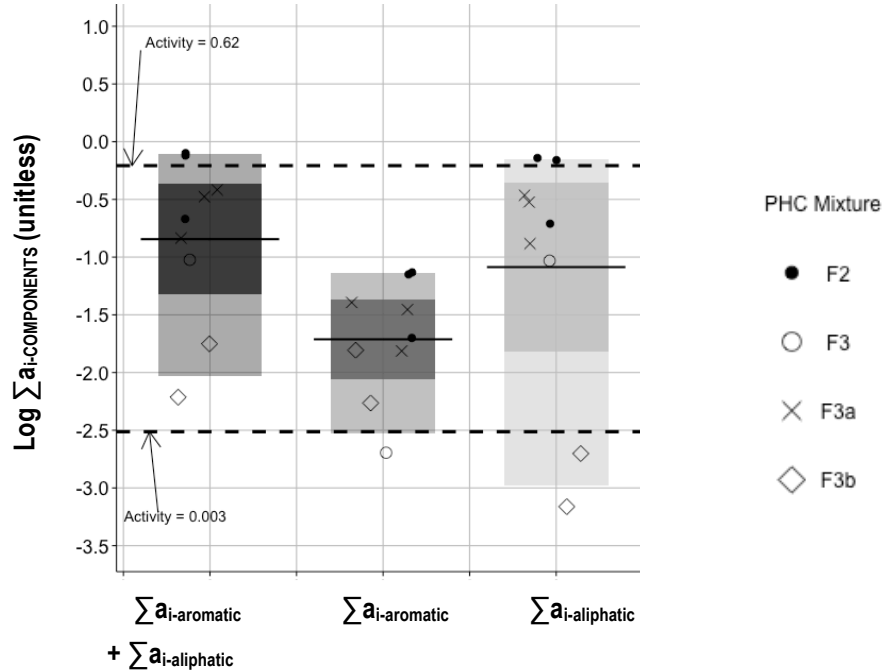 1.0
Activity = 0.62
0.5
0.0
-0.5
-1.0
-1.5
-2.0
-2.5
-3.0
Activity = 0.003
-3.5
Log ∑ai-COMPONENTS (unitless)
∑ai-aromatic
+ ∑ai-aliphatic
∑ai-aromatic
∑ai-aliphatic
PHC Mixture
F2
F3
F3a
F3b